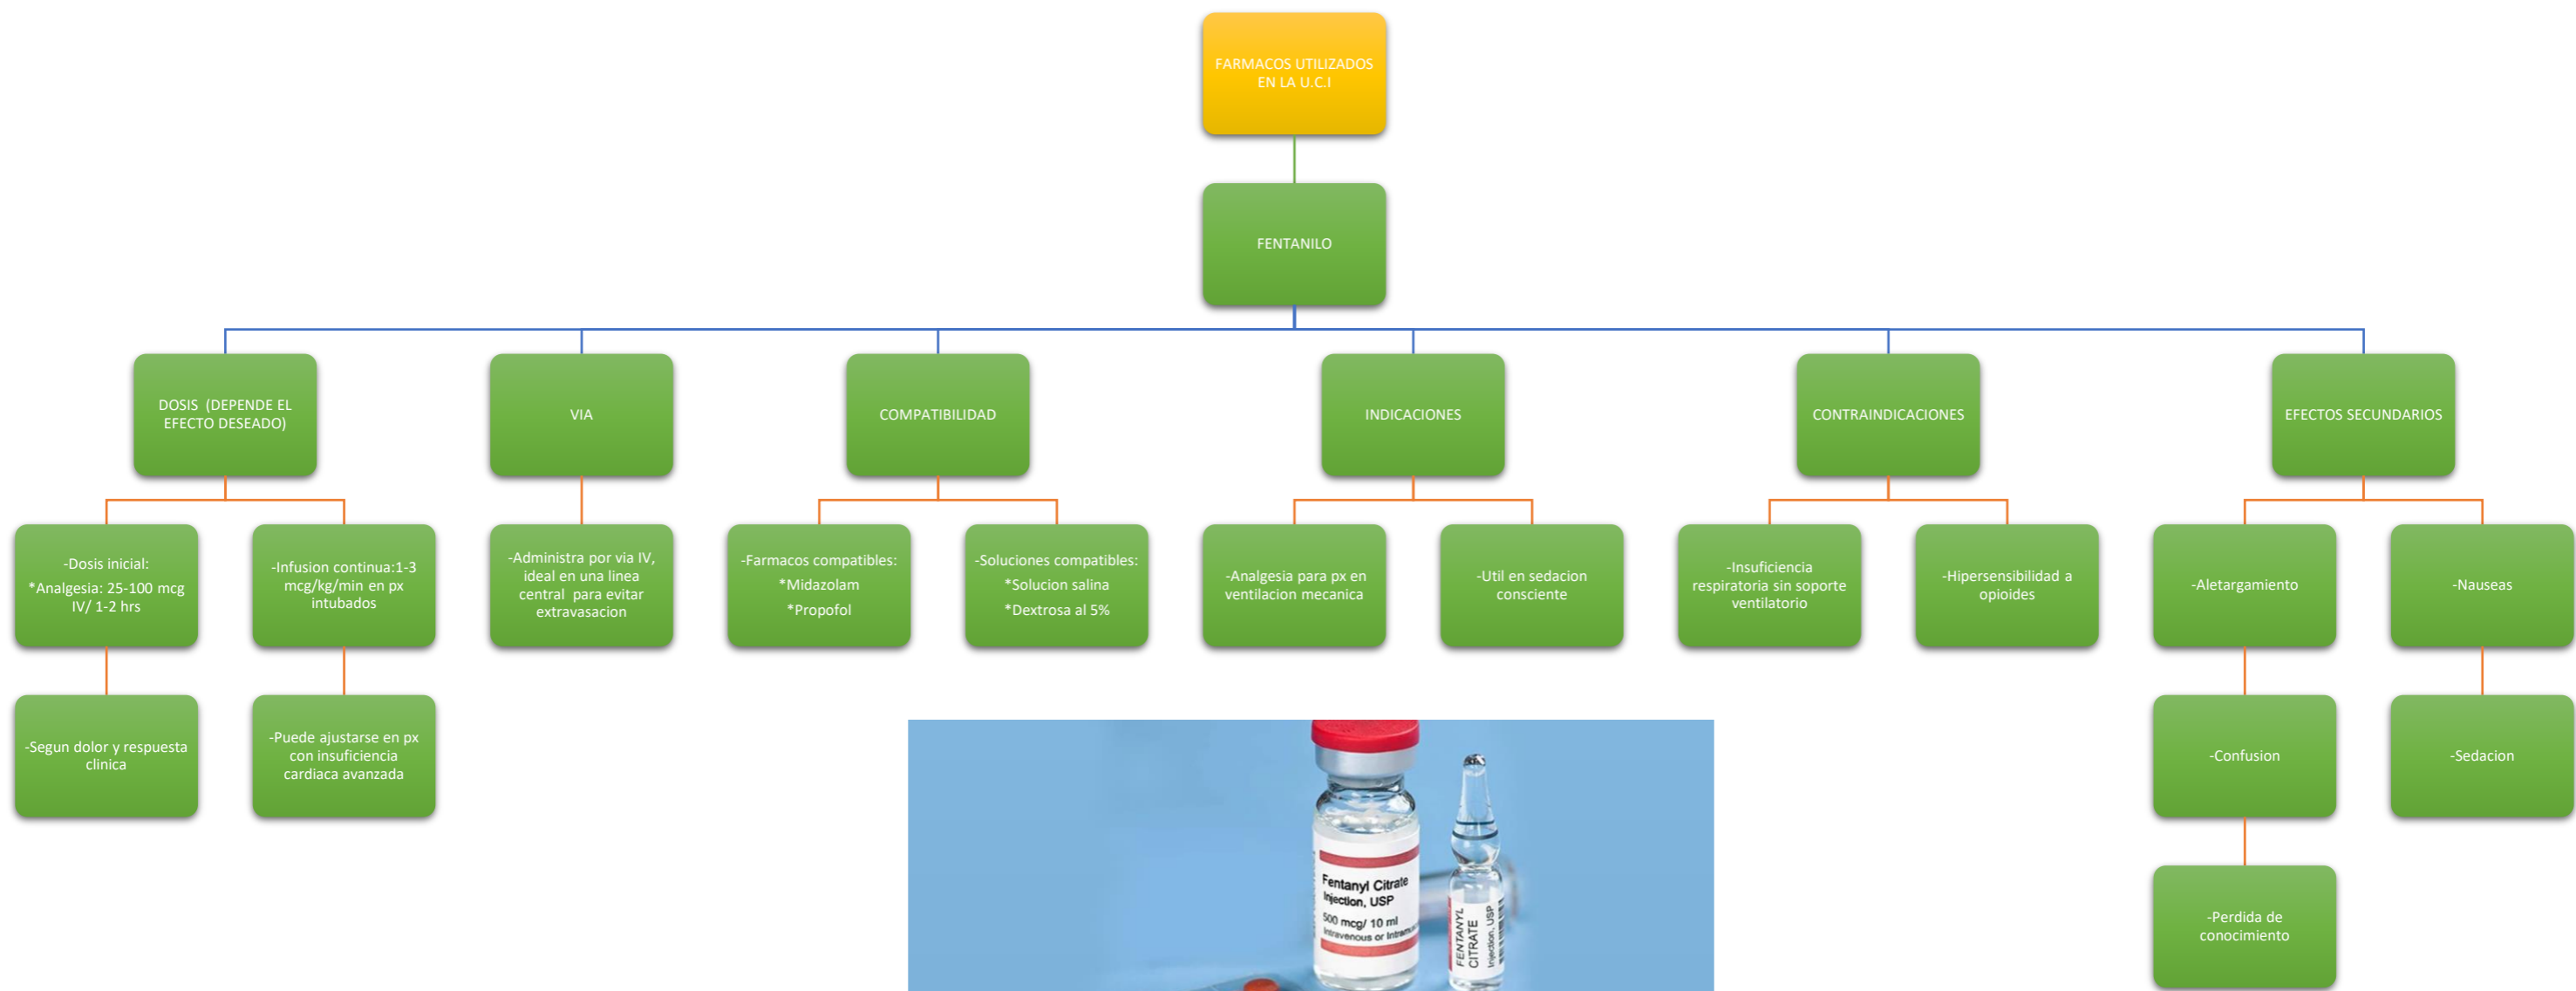 FARMACOS UTILIZADOS
EN LA U.C.I
FENTANILO
DOSIS (DEPENDE EL
EFECTO DESEADO)
VIA
COMPATIBILIDAD
INDICACIONES
CONTRAINDICACIONES
EFECTOS SECUNDARIOS
-Dosis inicial:
*Analgesia: 25-100 mcg
IV/ 1-2 hrs
-Infusion continua:1-3
mcg/kg/min en px
intubados
-Administra por via IV,
ideal en una linea
central para evitar
extravasacion
-Farmacos compatibles:
*Midazolam
*Propofol
-Soluciones compatibles:
*Solucion salina
*Dextrosa al 5%
-Analgesia para px en
ventilacion mecanica
-Util en sedacion
consciente
-Insuficiencia
respiratoria sin soporte
ventilatorio
-Hipersensibilidad a
opioides
-Aletargamiento
-Nauseas
-Segun dolor y respuesta
clinica
-Puede ajustarse en px
con insuficiencia
cardiaca avanzada
-Confusion
-Sedacion
-Perdida de
conocimiento
Fentanyl Citrate
Injection, USP
500 mcg/ 10 ml
Intravenous or
FENTANYL
CITRATE
Injection, USP